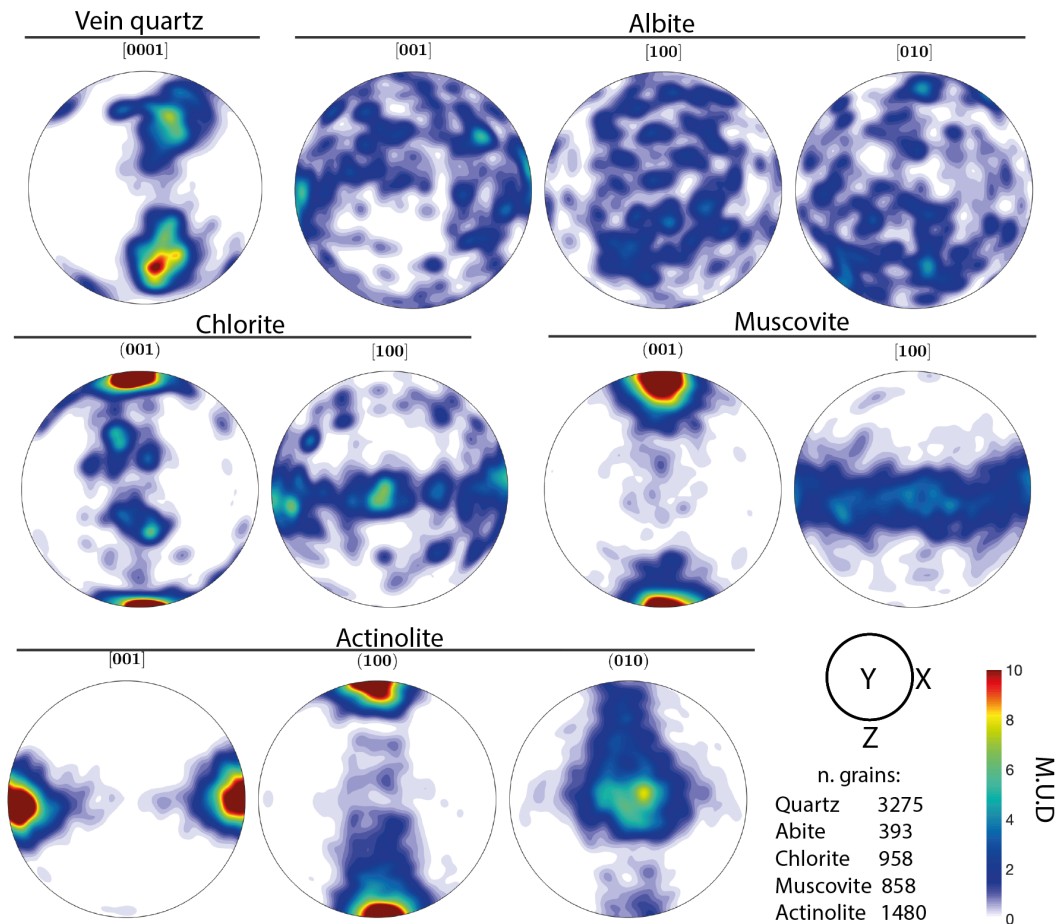 Vein quartz
Albite
[0001]
[001]
[100]
[010]
Chlorite
Muscovite
(001)
[100]
(001)
[100]
Actinolite
[001]
(100)
(010)
Y
X
Z
n. grains:
Quartz 3275
Abite 393
Chlorite 958
Muscovite 858
Actinolite 1480
10
8
6
4
2
0
M.U.D